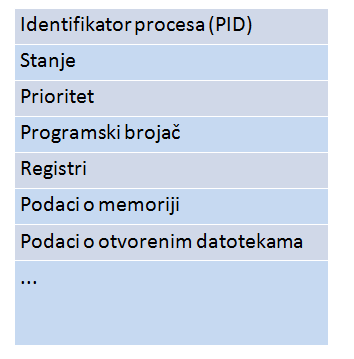 Identifikator procesa (PID)
Stanje
Prioritet
Programski brojač
Registri
Podaci o memoriji
Podaci o otvorenim datotekama
...